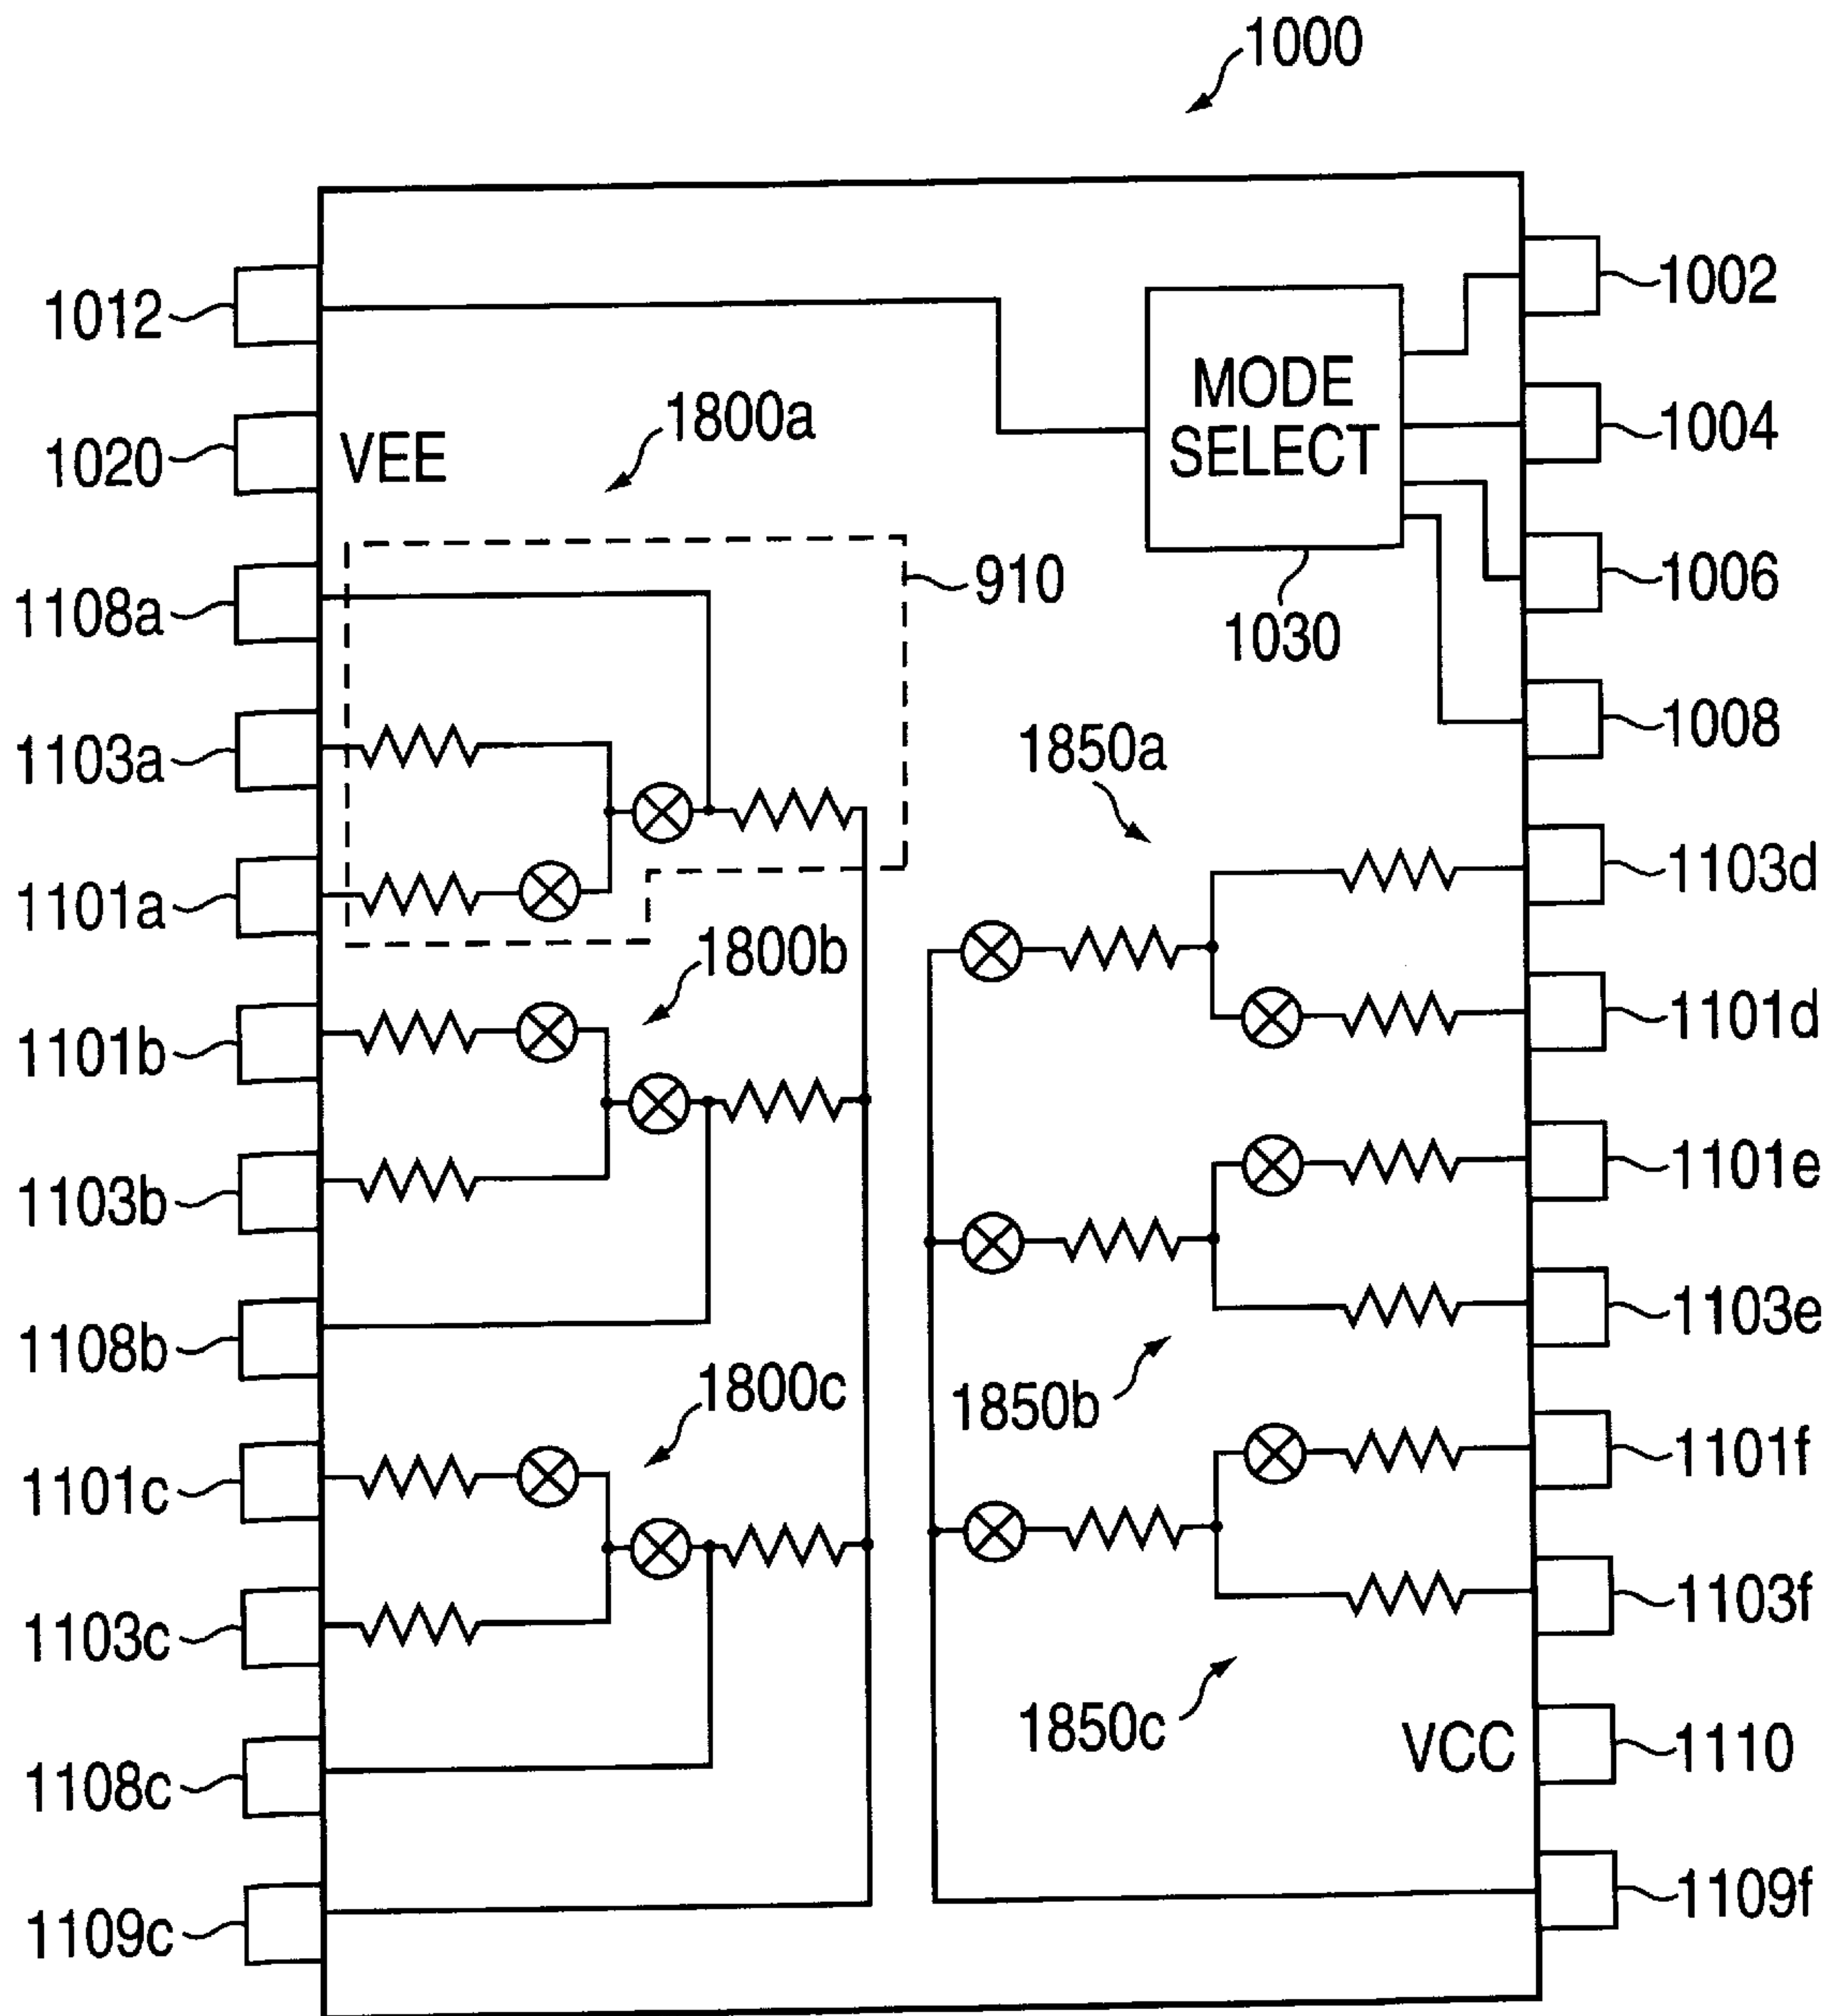 1000
1012
1002
MODE
SELECT
1800a
1004
1020
VEE
910
1006
1108a
1030
1103a
1008
1850a
1101a
1103d
1800b
1101d
1101b
1101e
1103b
1103e
1108b
1850b
1800c
1101f
1101c
1103f
1103c
1850c
VCC
1110
1108c
1109f
1109c